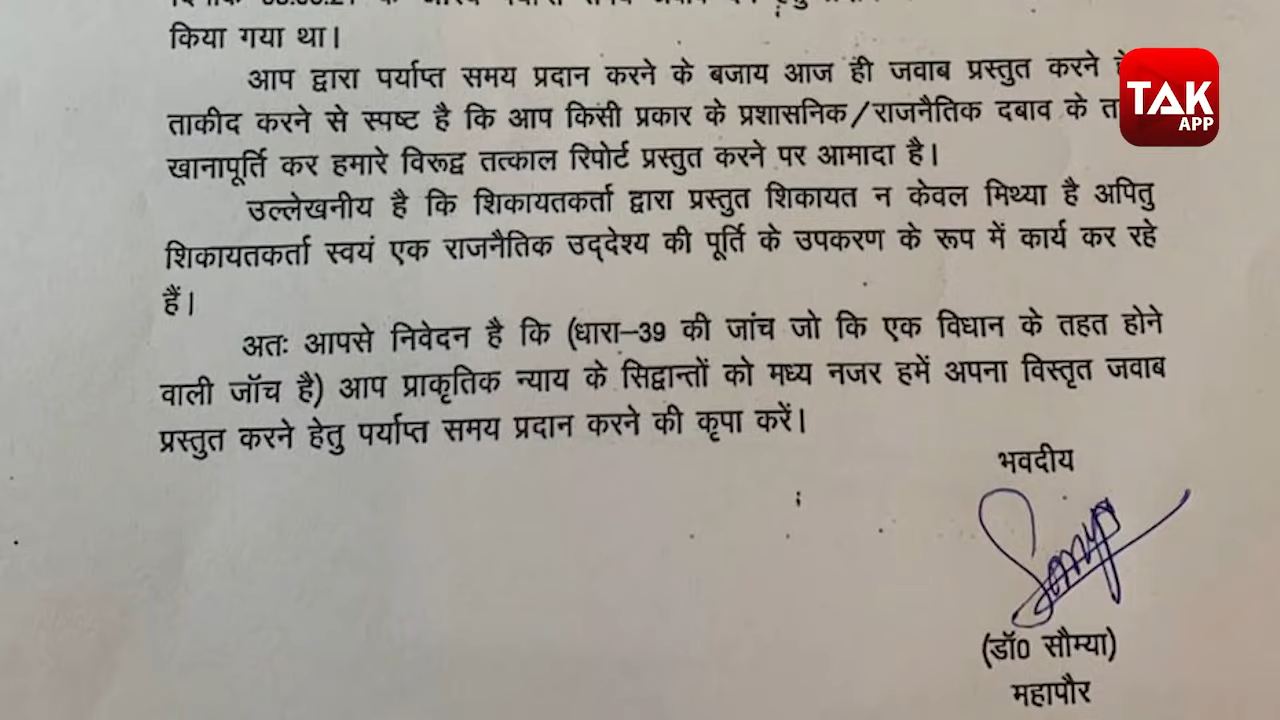 किया गया था।
आप द्वारा पर्याप्त समय प्रदान करने के बजाय आज ही जवाब प्रस्तुत करने
ताकीद करने से स्पष्ट है कि आप किसी प्रकार के प्रशासनिक/राजनैतिक दबाव के
खानापूर्ति कर हमारे विरूद्व तत्काल रिपोर्ट प्रस्तुत करने पर आमादा है।
उल्लेखनीय है कि शिकायतकर्ता द्वारा प्रस्तुत शिकायत न केवल मिथ्या है अपितु
शिकायतकर्ता स्वयं एक राजनैतिक उद्देश्य की पूर्ति के उपकरण के रूप में कार्य कर रहे
हैं।
अतः आपसे निवेदन है कि (धारा–39 की जांच जो कि एक विधान के तहत होने
वाली जॉच है) आप प्राकृतिक न्याय के सिद्वान्तों को मध्य नजर हमें अपना विस्तृत जवाब
प्रस्तुत करने हेतु पर्याप्त समय प्रदान करने की कृपा करें।
भवदीय
(डॉ0 सौम्या)
महापौर
TAK
APP